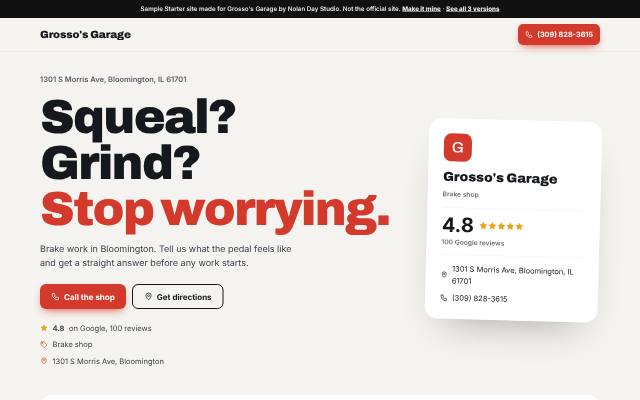 Sample Starter site made for Grosso's Garage by Nolan Day Studio. Not the official site. Make it mine · See all 3 versions
Grosso's Garage
(309) 828-3615
1301 S Morris Ave, Bloomington, IL 61701
Squeal?
Grind?
Stop worrying.
Brake work in Bloomington. Tell us what the pedal feels like
and get a straight answer before any work starts.
Call the shop
Get directions
4.8 on Google, 100 reviews
Brake shop
1301 S Morris Ave, Bloomington
G
Grosso's Garage
Brake shop
4.8
100 Google reviews
1301 S Morris Ave, Bloomington, IL
61701
(309) 828-3615